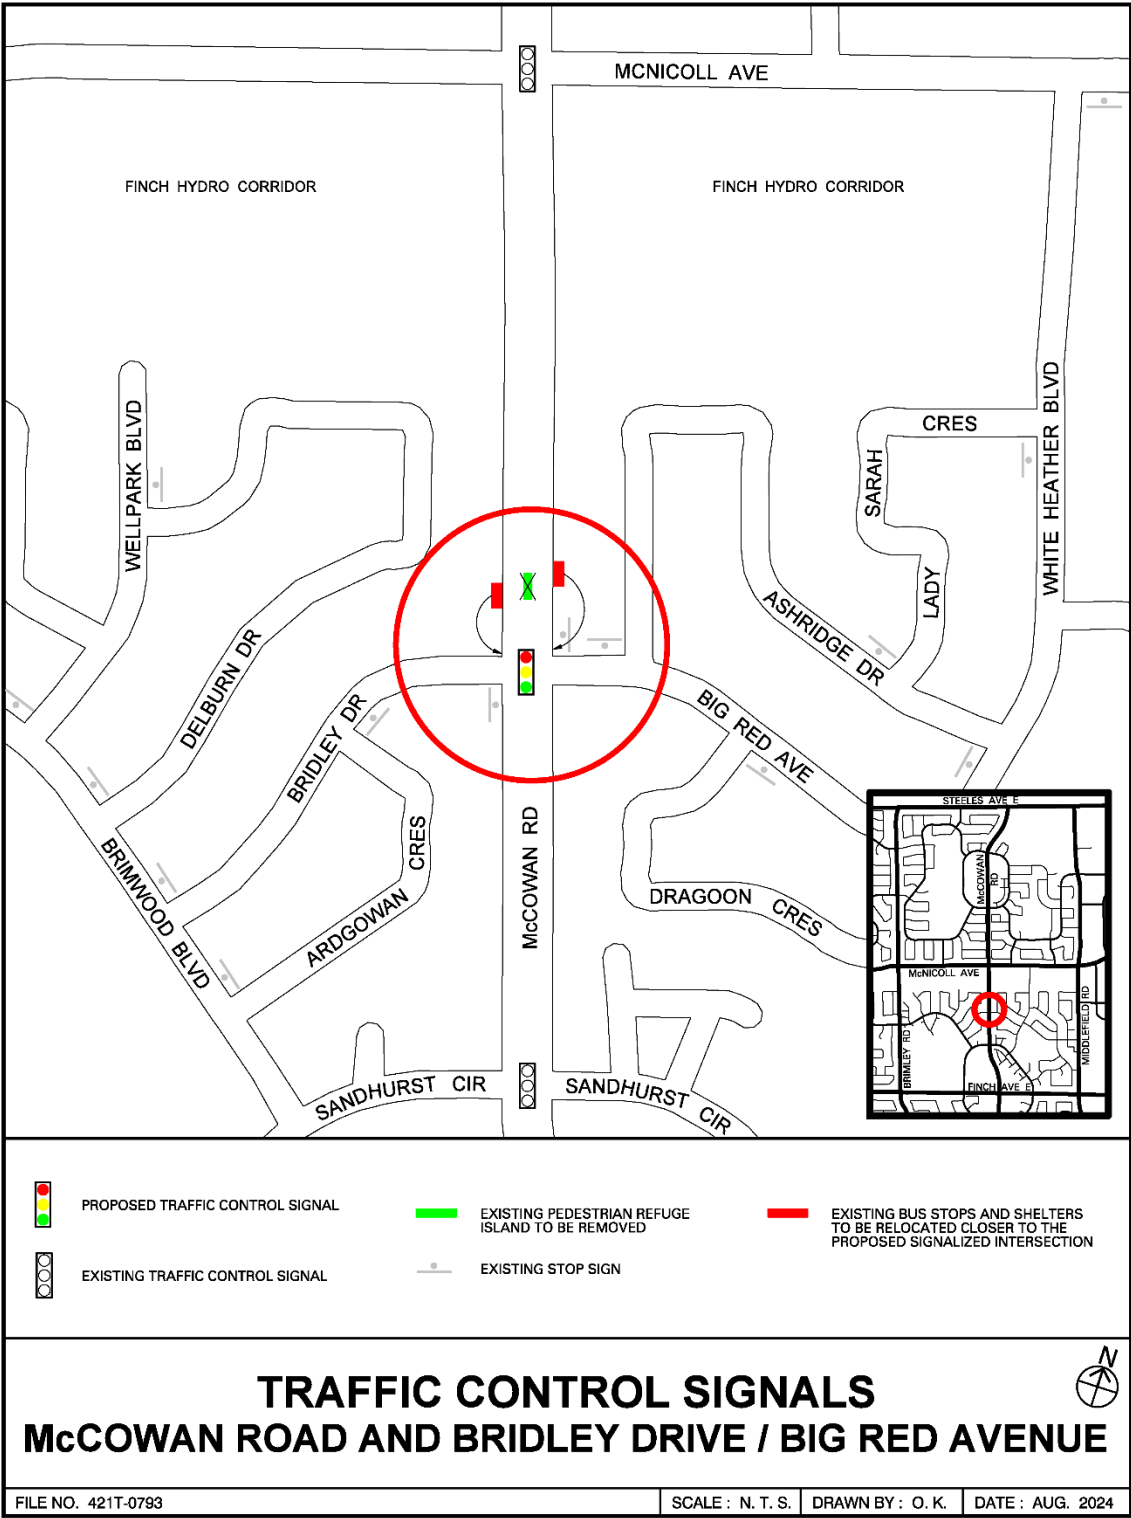 MCNICOLL AVE
FINCH HYDRO CORRIDOR
FINCH HYDRO CORRIDOR
WELLPARK BLVD
WHITE HEATHER BLVD
CRES
SARAH
LADY
ASHRIDGE DR
DELBURN DR
BRIDLEY DR
BIG RED AVE
BRIMWOOD BLVD
CRES
ARDGOWAN
McCOWAN RD
DRAGOON CRES
SANDHURST CIR
SANDHURST CIR
STEELES AVE E
McCOWAN
RD
McNICOLL AVE
BRIMLEY RD
MIDDLEFIELD RD
FINCH AVE E
PROPOSED TRAFFIC CONTROL SIGNAL
EXISTING TRAFFIC CONTROL SIGNAL
EXISTING PEDESTRIAN REFUGE
ISLAND TO BE REMOVED
EXISTING STOP SIGN
EXISTING BUS STOPS AND SHELTERS
TO BE RELOCATED CLOSER TO THE
PROPOSED SIGNALIZED INTERSECTION
N
TRAFFIC CONTROL SIGNALS
McCOWAN ROAD AND BRIDLEY DRIVE / BIG RED AVENUE
FILE NO. 421T-0793
SCALE : N. T. S.
DRAWN BY : O. K.
DATE : AUG. 2024